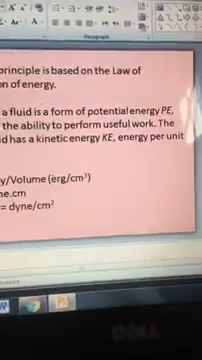 Paragraph
principle is based on the Law of
on of energy.
a fluid is a form of potential energy PE,
the ability to perform useful work. The
id has a kinetic energy KE, energy per unit
y/Volume (erg/cm³)
ne.cm
= dyne/cm²
DELL